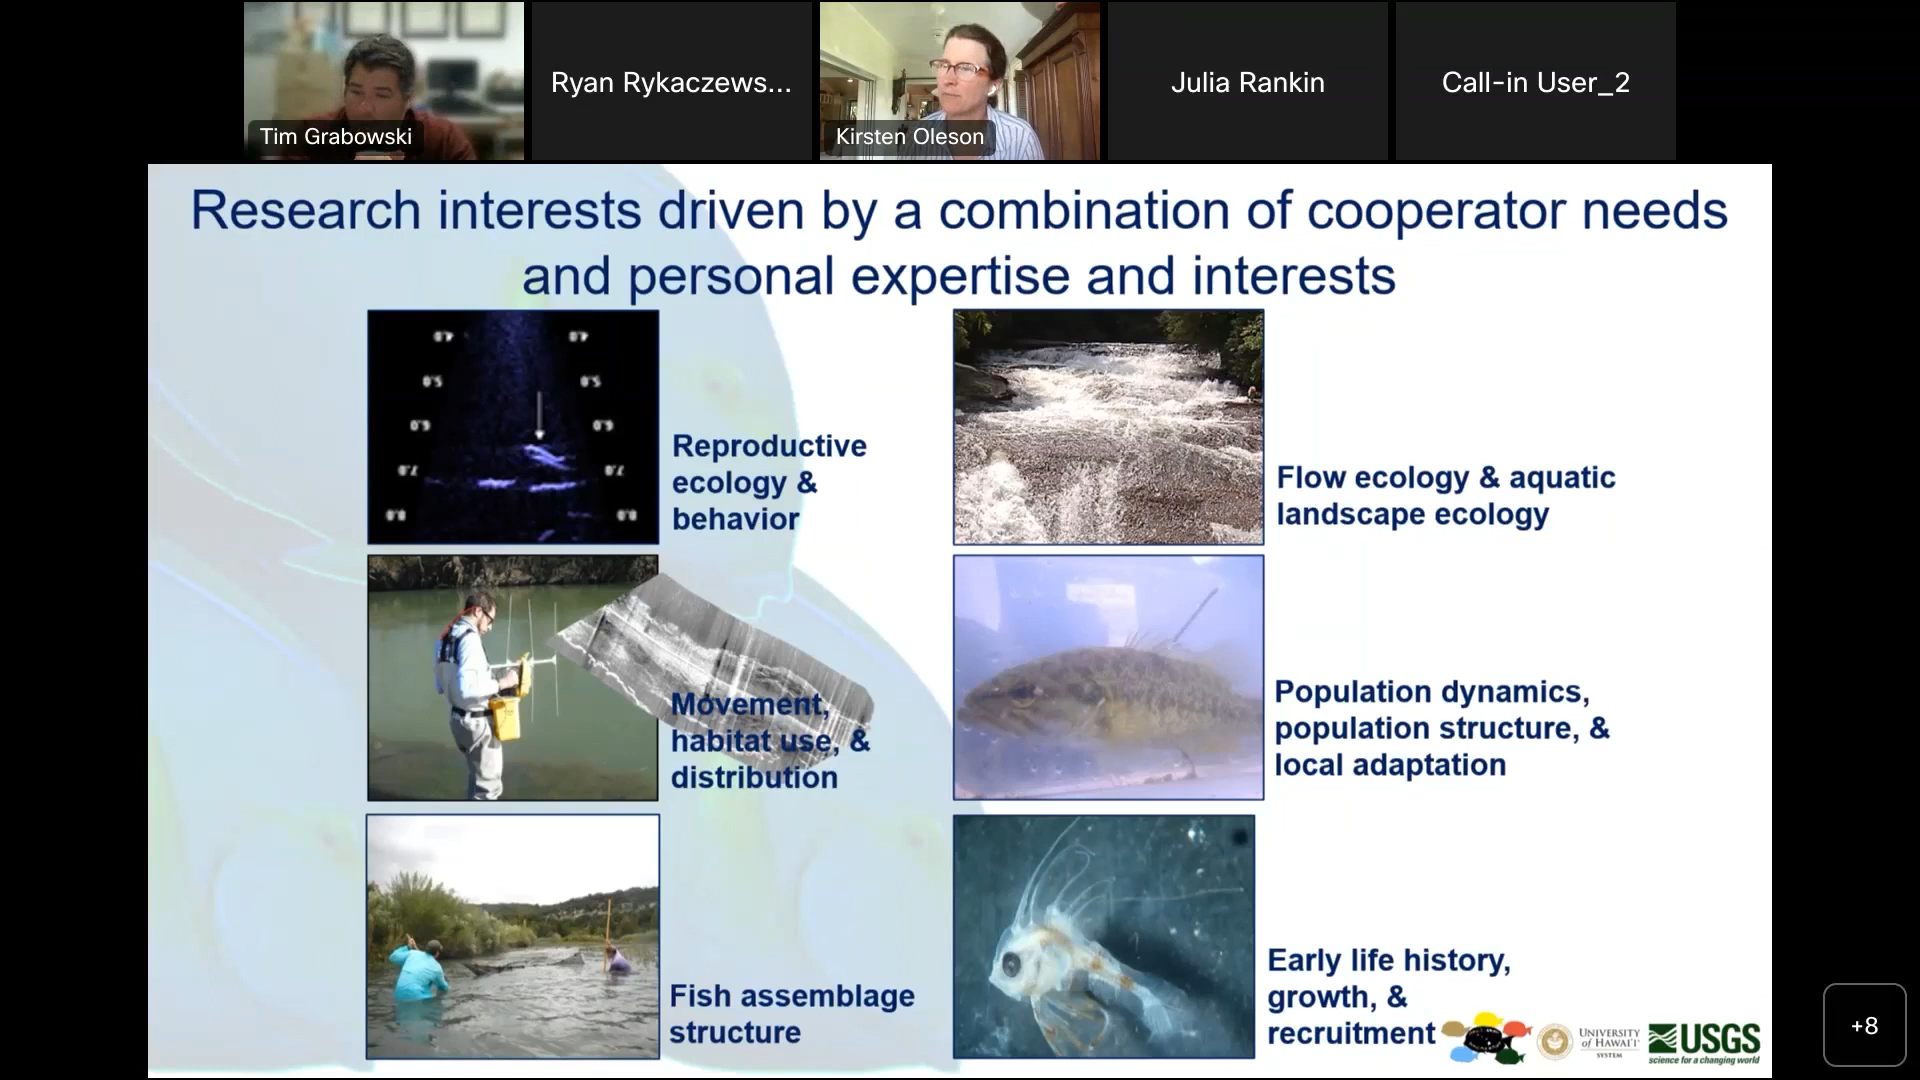 Tim Grabowski
Ryan Rykaczews...
Kirsten Oleson
Julia Rankin
Call-in User_2
Research interests driven by a combination of cooperator needs
and personal expertise and interests
Reproductive
ecology &
behavior
Flow ecology & aquatic
landscape ecology
Movement,
habitat use, &
distribution
Population dynamics,
population structure, &
local adaptation
Fish assemblage
structure
Early life history,
growth, &
recruitment
UNIVERSITY
of HAWAI'I
SYSTEM
USGS
science for a changing world
+8